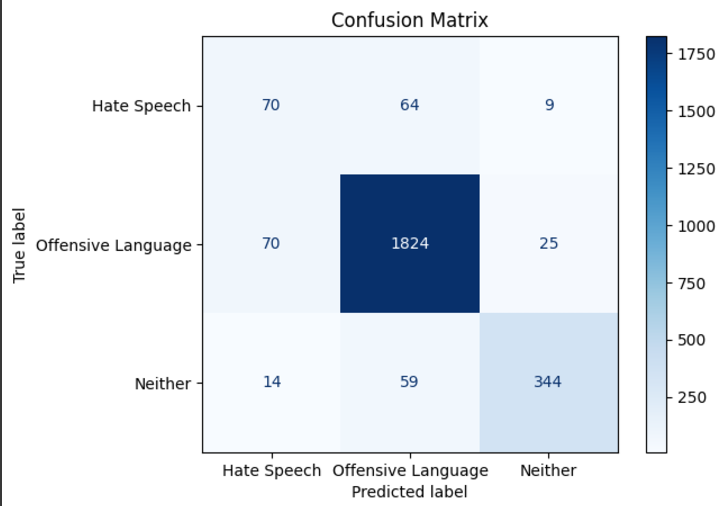 Confusion Matrix
True label
Hate Speech
70 64 9
Offensive Language
70 1824 25
Neither
14 59 344
Hate Speech Offensive Language Neither
Predicted label
1750
1500
1250
1000
750
500
250